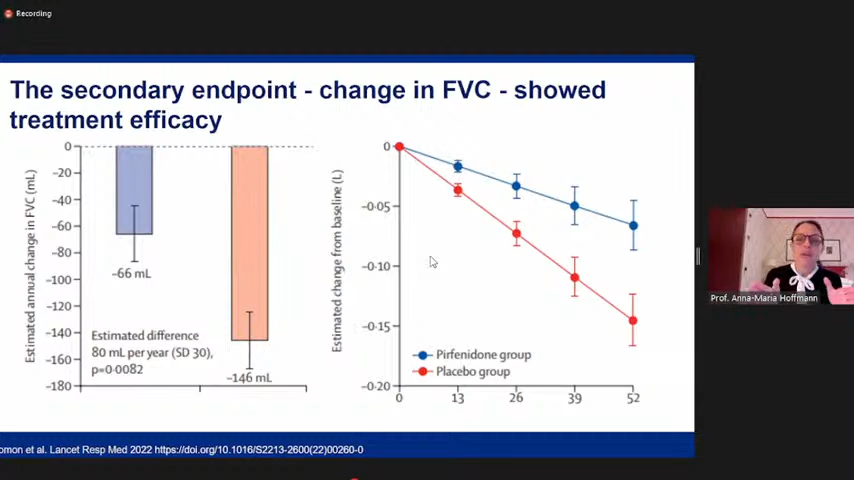 Recording
The secondary endpoint - change in FVC - showed
treatment efficacy
Estimated annual change in FVC (mL)
0
-20
-40
-60
-80
-100
-120
-140
-160
-180
-66 mL
-146 mL
Estimated difference
80 mL per year (SD 30),
p=0·0082
Estimated change from baseline (L)
0
-0·05
-0·10
-0·15
-0·20
Pirfenidone group
Placebo group
0 13 26 39 52
Prof. Anna-Maria Hoffmann
omon et al. Lancet Resp Med 2022 https://doi.org/10.1016/S2213-2600(22)00260-0